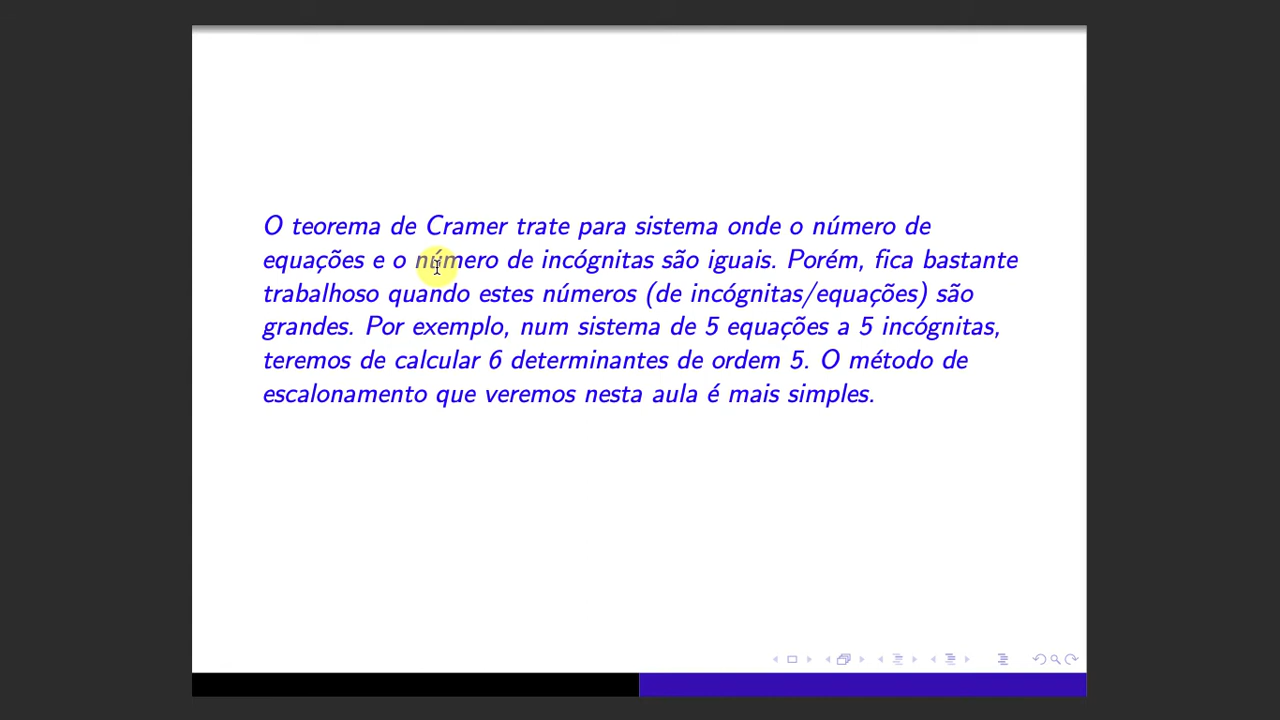 O teorema de Cramer trate para sistema onde o número de
equações e o número de incógnitas são iguais. Porém, fica bastante
trabalhoso quando estes números (de incógnitas/equações) são
grandes. Por exemplo, num sistema de 5 equações a 5 incógnitas,
teremos de calcular 6 determinantes de ordem 5. O método de
escalonamento que veremos nesta aula é mais simples.